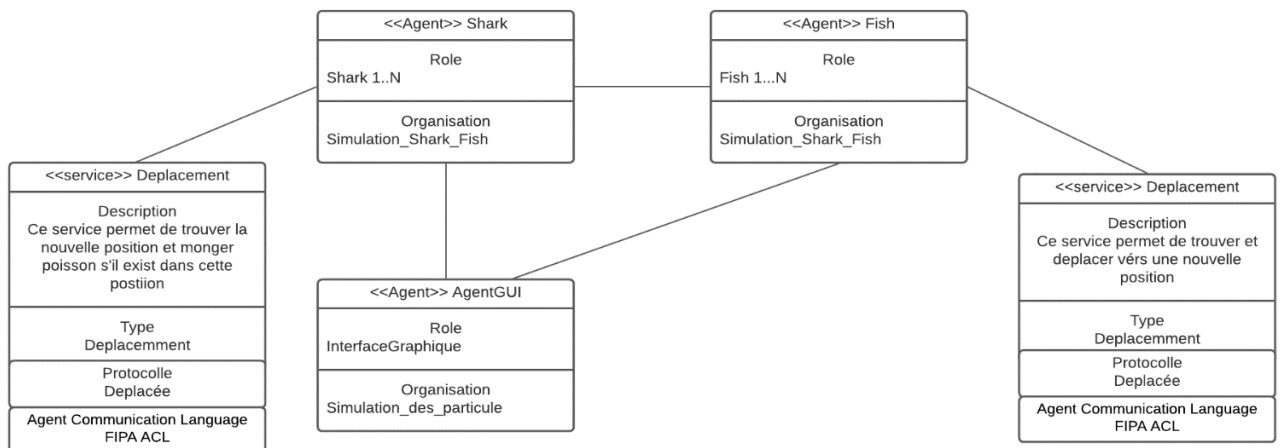 <<Agent>> Shark
Role
Shark 1..N
Organisation
Simulation_Shark_Fish
<<Agent>> Fish
Role
Fish 1...N
Organisation
Simulation_Shark_Fish
<<service>> Deplacement
Description
Ce service permet de trouver la
nouvelle position et monger
poisson s'il exist dans cette
postiion
Type
Deplacemment
Protocolle
Deplacée
Agent Communication Language
FIPA ACL
<<Agent>> AgentGUI
Role
InterfaceGraphique
Organisation
Simulation_des_particule
<<service>> Deplacement
Description
Ce service permet de trouver et
deplacer vérs une nouvelle
position
Type
Deplacemment
Protocolle
Deplacée
Agent Communication Language
FIPA ACL